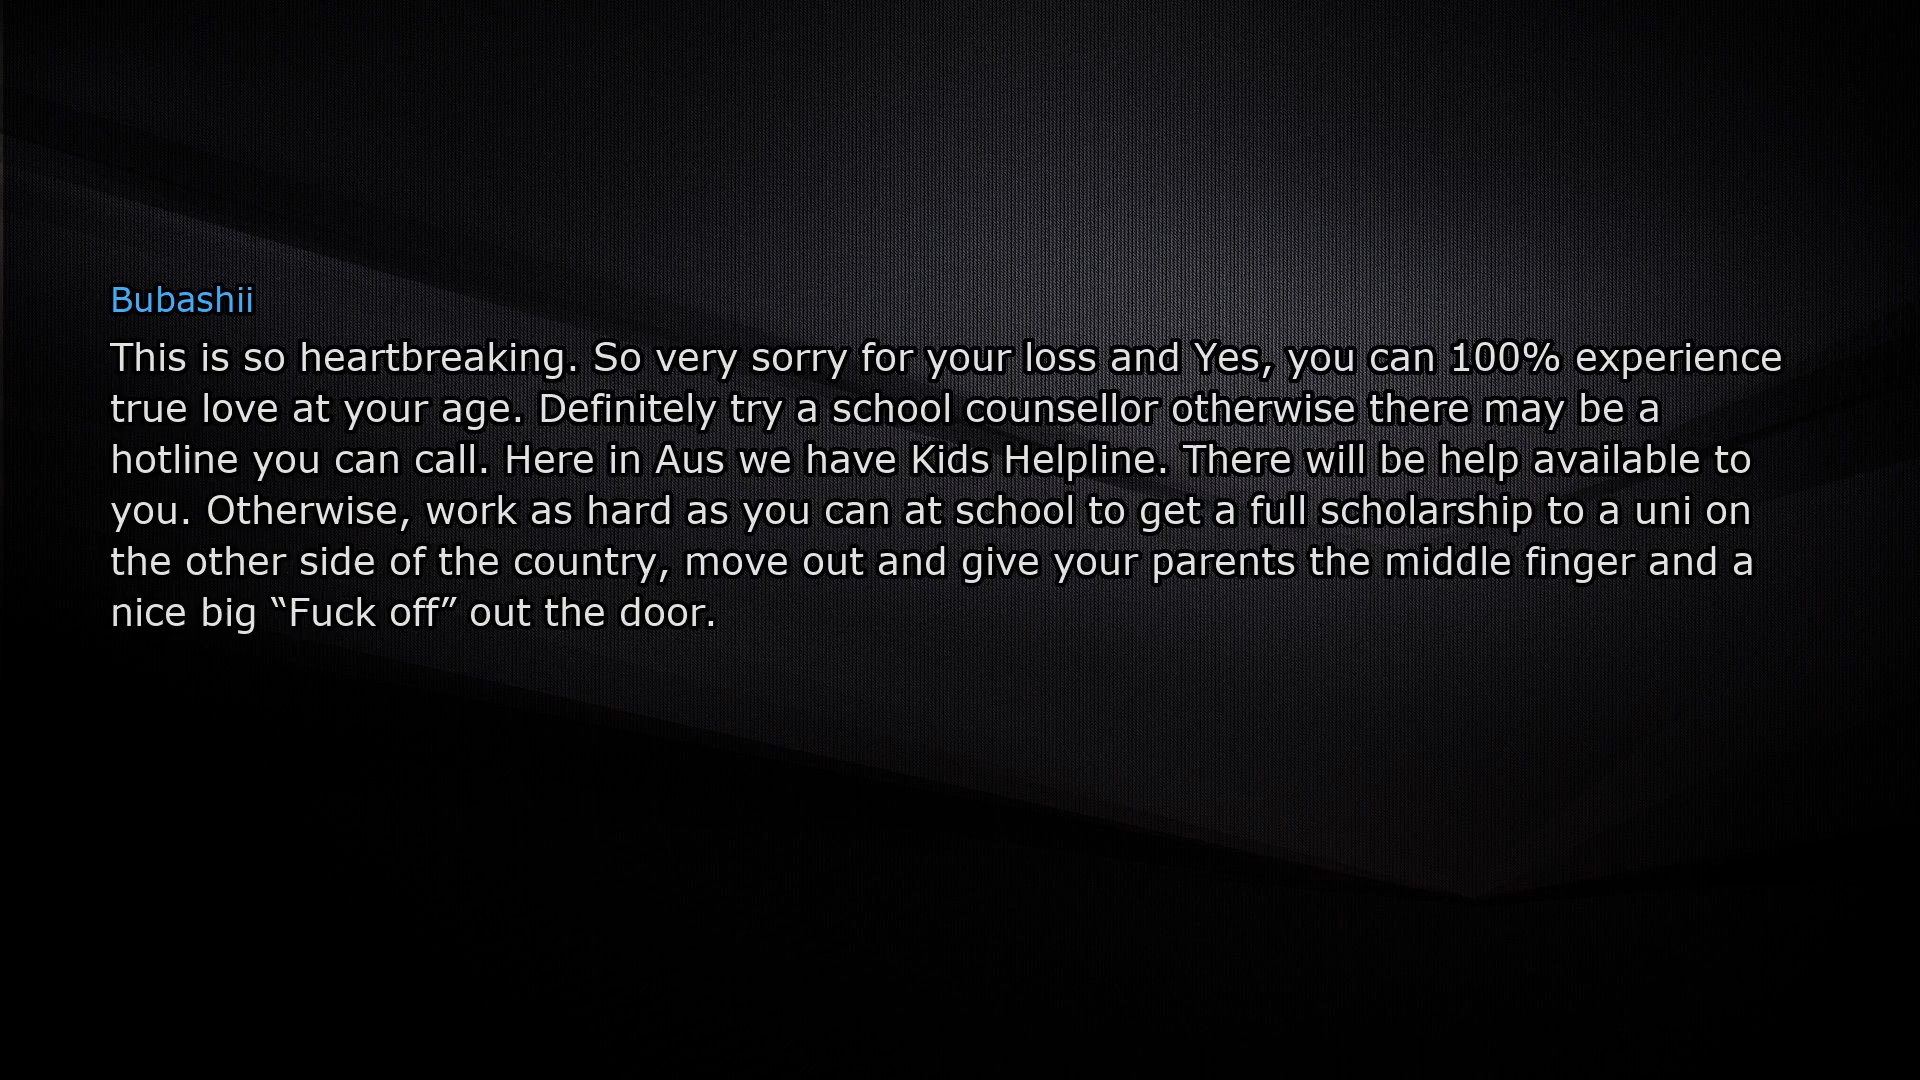 Bubashii
This is so heartbreaking. So very sorry for your loss and Yes, you can 100% experience
true love at your age. Definitely try a school counsellor otherwise there may be a
hotline you can call. Here in Aus we have Kids Helpline. There will be help available to
you. Otherwise, work as hard as you can at school to get a full scholarship to a uni on
the other side of the country, move out and give your parents the middle finger and a
nice big “Fuck off” out the door.